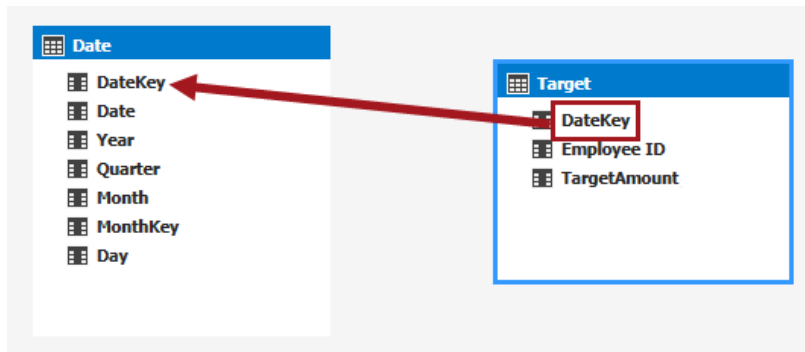 Date
DateKey
Date
Year
Quarter
Month
MonthKey
Day
Target
DateKey
Employee ID
TargetAmount